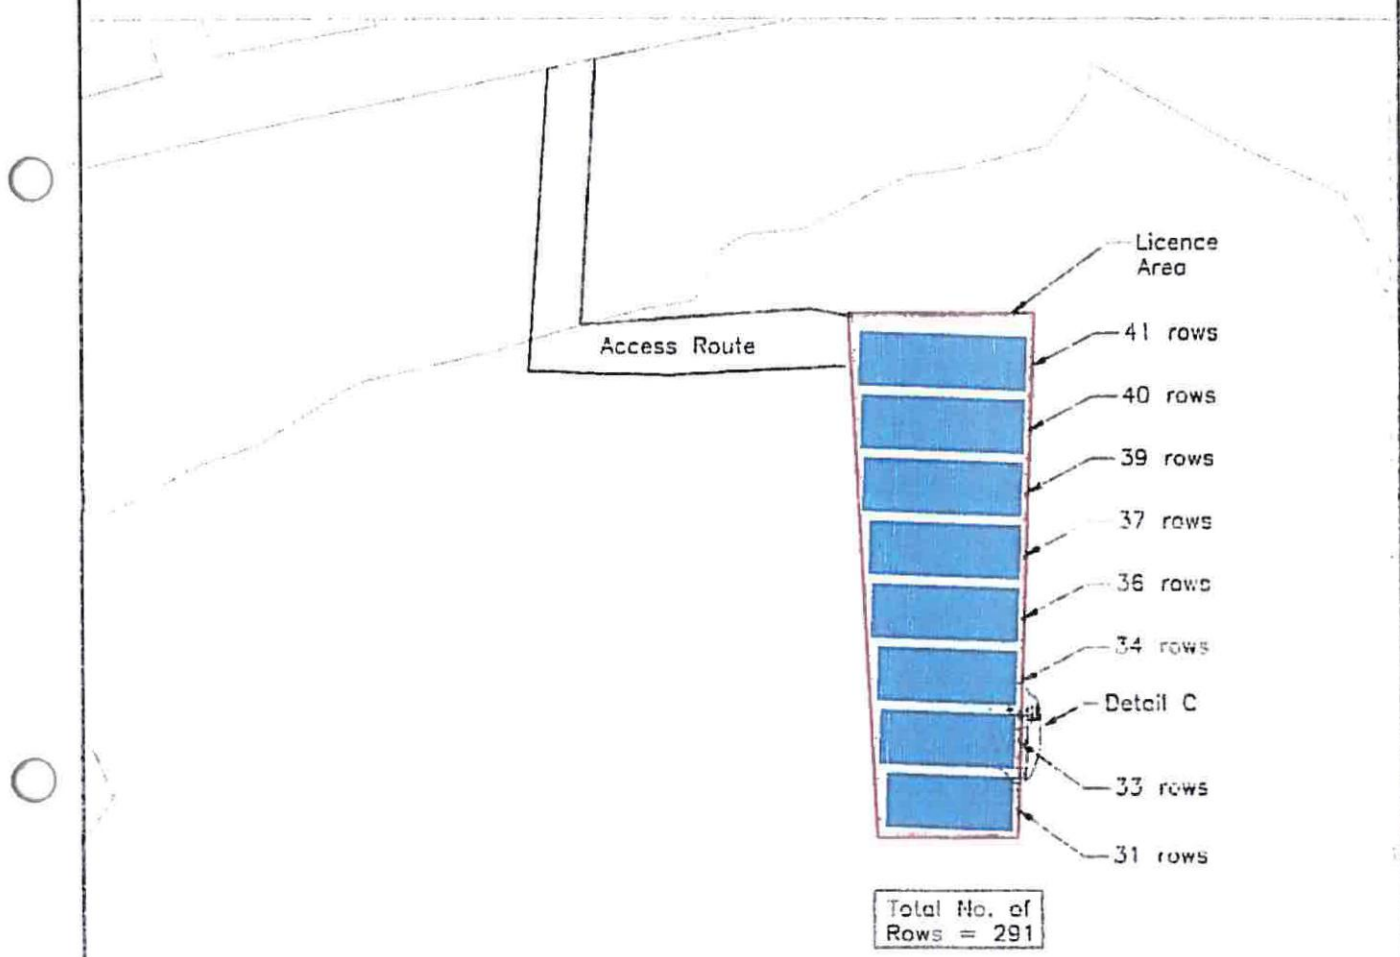 Licence
Area
Access Route
41 rows
40 rows
39 rows
37 rows
36 rows
34 rows
Detail C
33 rows
31 rows
Total No. of
Rows = 291